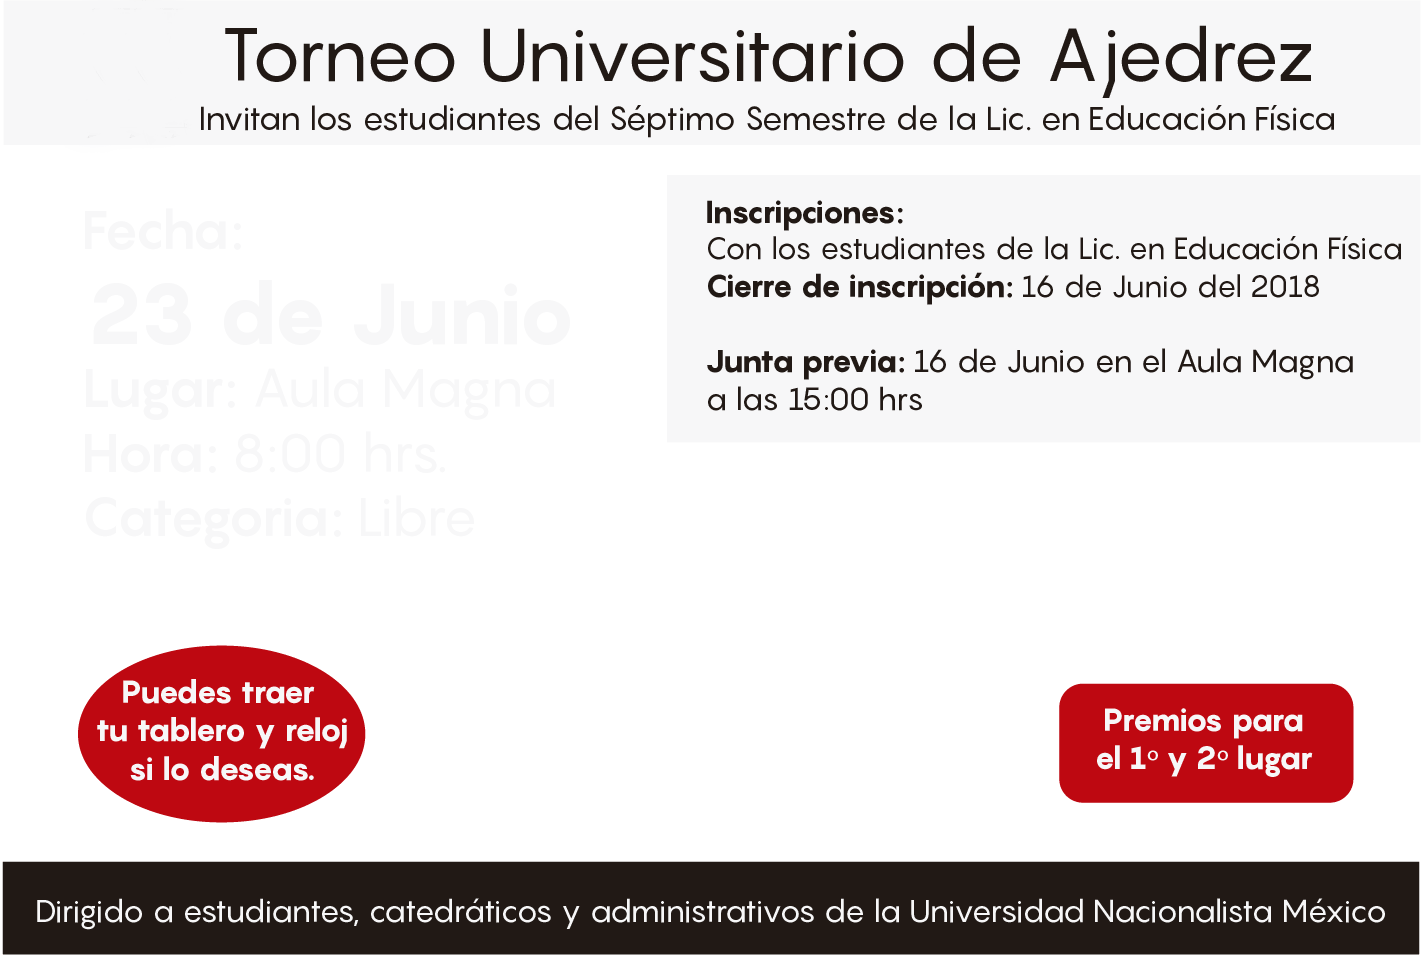 Torneo Universitario de Ajedrez
Invitan los estudiantes del Séptimo Semestre de la Lic. en Educación Física
Fecha:
23 de Junio
Lugar: Aula Magna
Hora: 8:00 hrs.
Categoria: Libre
Inscripciones:
Con los estudiantes de la Lic. en Educación Física
Cierre de inscripción: 16 de Junio del 2018
Junta previa: 16 de Junio en el Aula Magna
a las 15:00 hrs
Puedes traer
tu tablero y reloj
si lo deseas.
Premios para
el 1º y 2º lugar
Dirigido a estudiantes, catedráticos y administrativos de la Universidad Nacionalista México